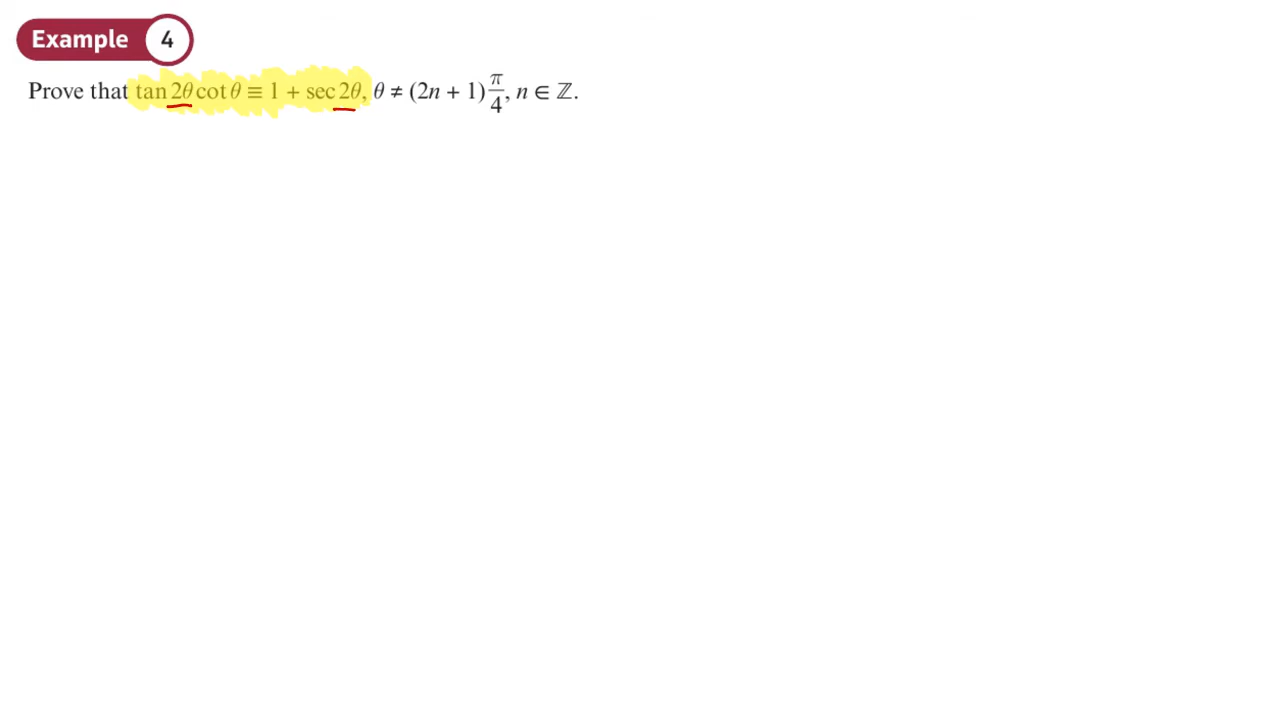 Example 4
Prove that tan 2θ cot θ ≡ 1 + sec 2θ, θ ≠ (2n + 1)π/4, n ∈ ℤ.